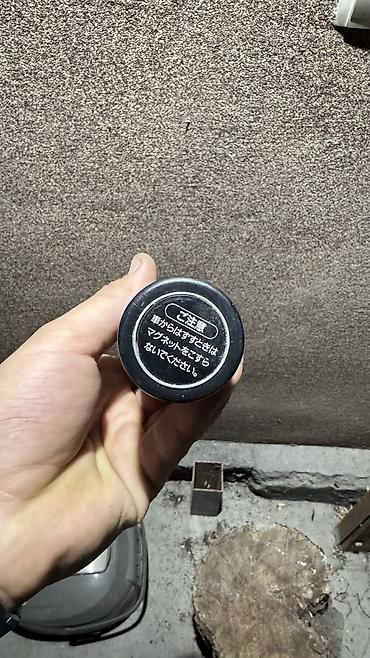 ご注意
車からはずすときは
マグネットをこすら
ないでください。